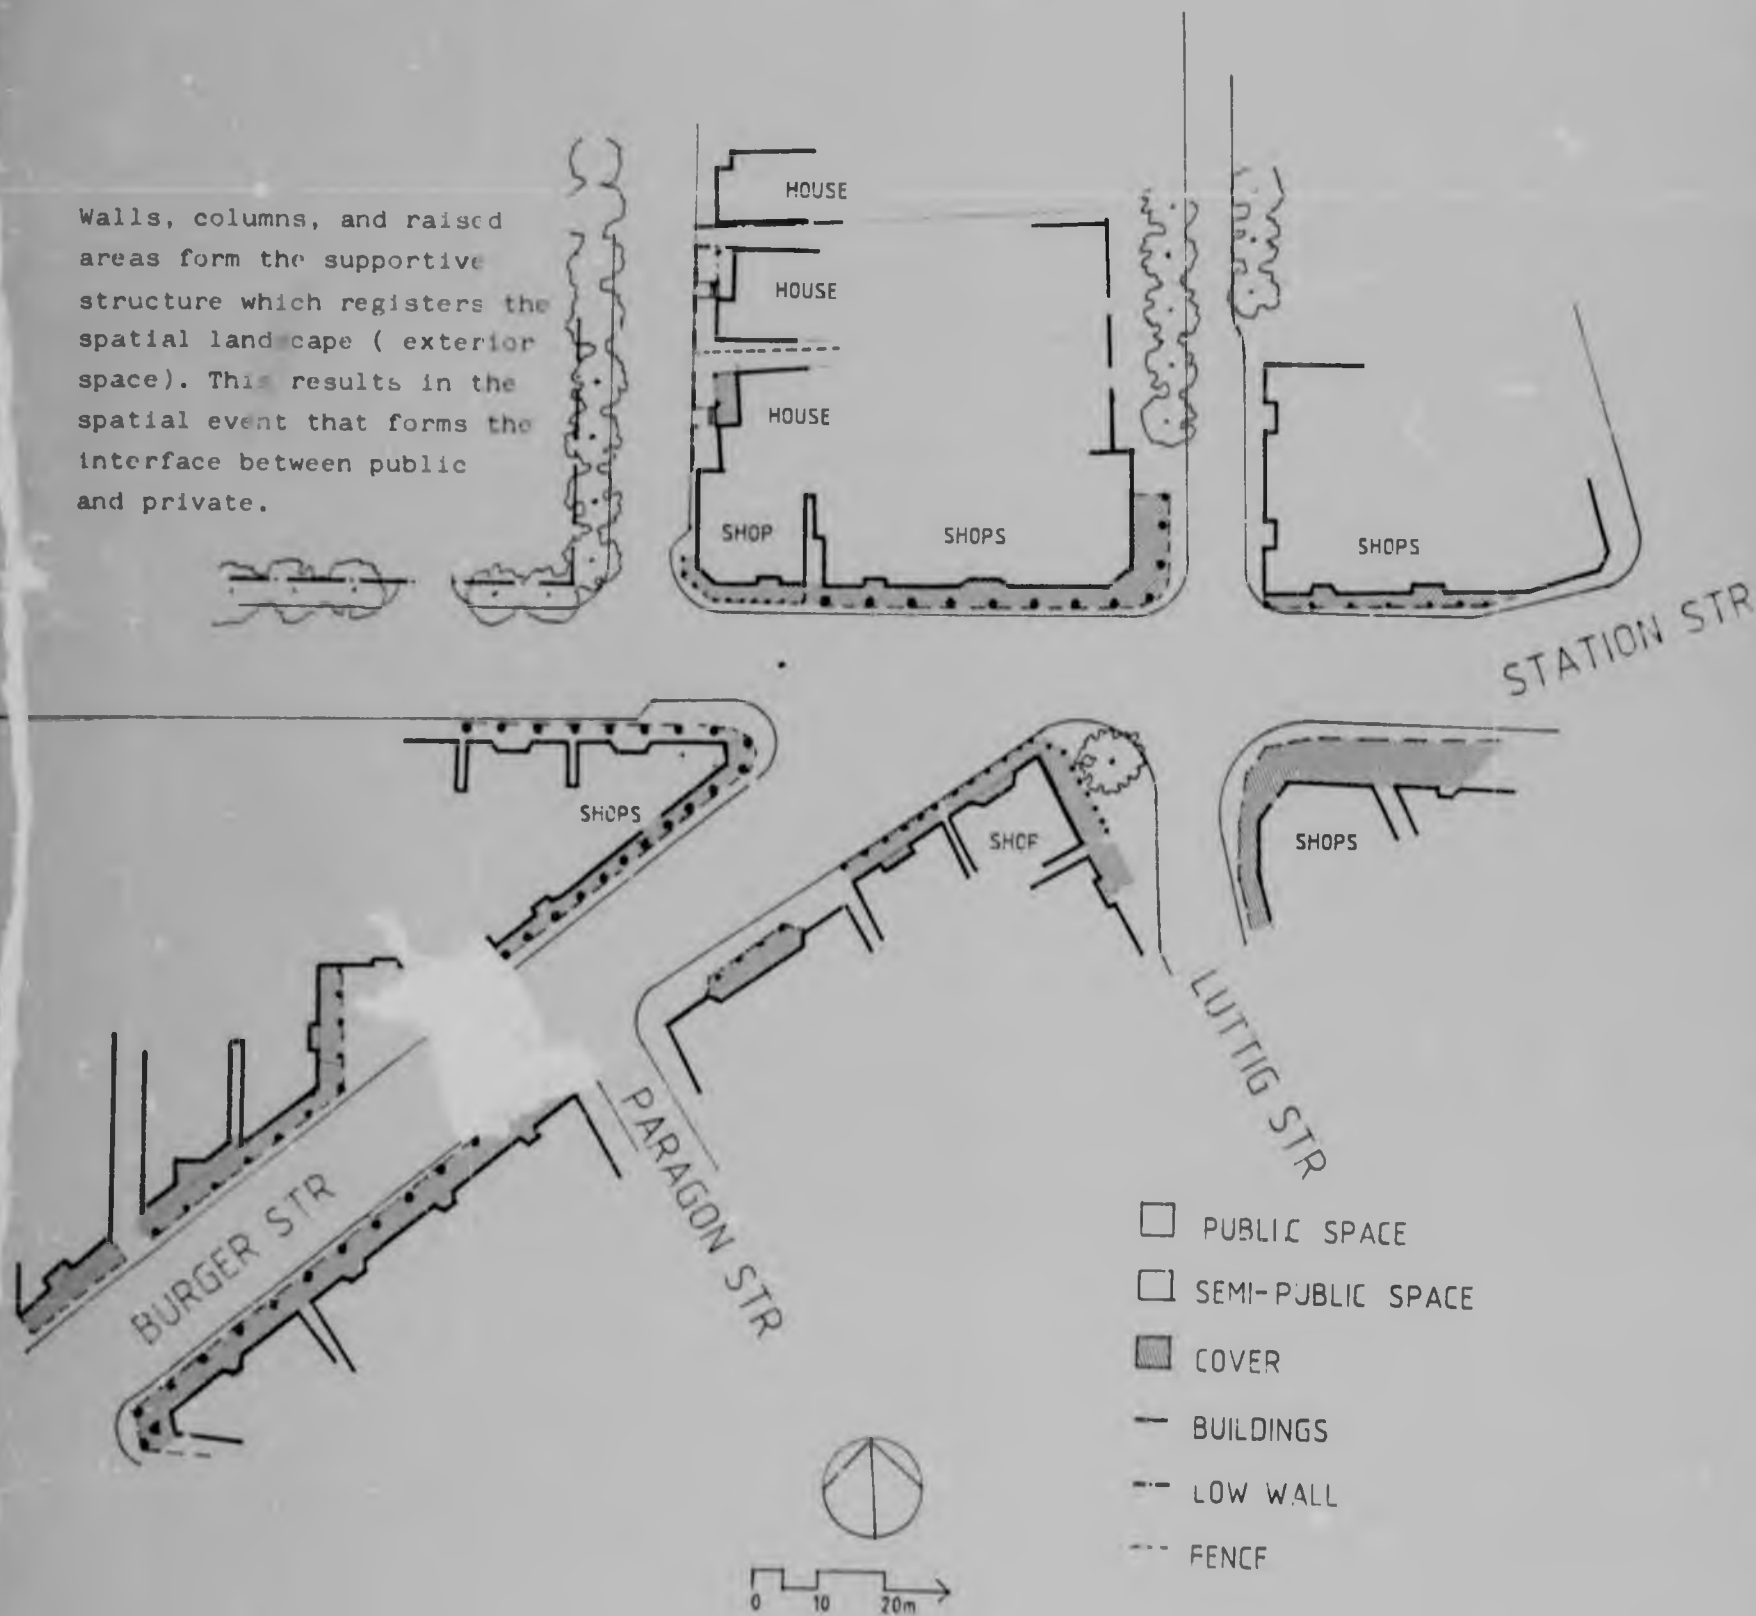 Walls, columns, and raised
areas form the supportive
structure which registers the
spatial land cape ( exterior
space). This results in the
spatial event that forms the
interface between public
and private.
HOUSE
HOUSE
HOUSE
SHOP
SHOPS
SHOPS
STATION STR
SHOPS
SHOP
SHOPS
LUTTIG STR
PARAGON STR
BURGER STR
PUBLIC SPACE
SEMI-PUBLIC SPACE
COVER
BUILDINGS
LOW WALL
FENCE
0 10 20m